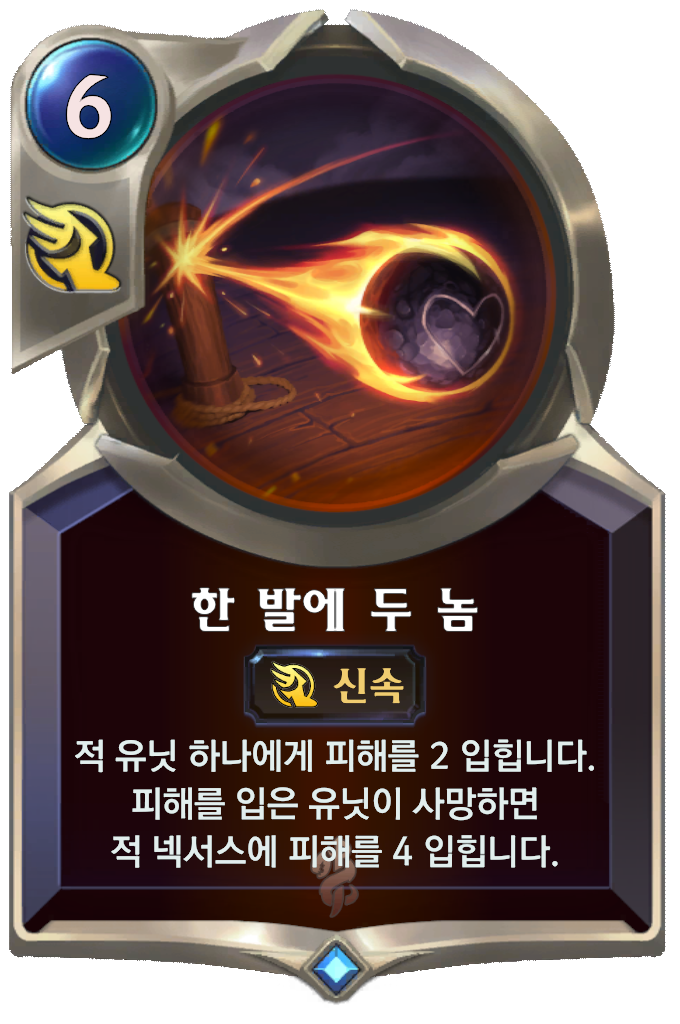 6
한 발에 두 놈
신속
적 유닛 하나에게 피해를 2 입힙니다.
피해를 입은 유닛이 사망하면
적 넥서스에 피해를 4 입힙니다.